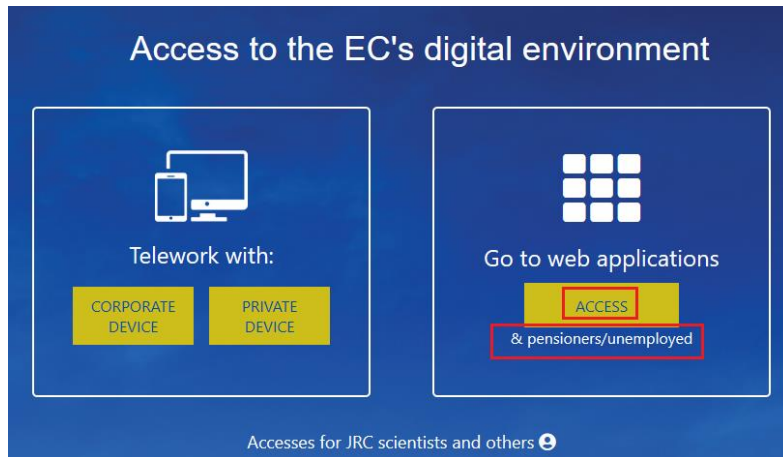 Access to the EC's digital environment
Telework with:
CORPORATE
DEVICE
PRIVATE
DEVICE
Go to web applications
ACCESS
& pensioners/unemployed
Accesses for JRC scientists and others